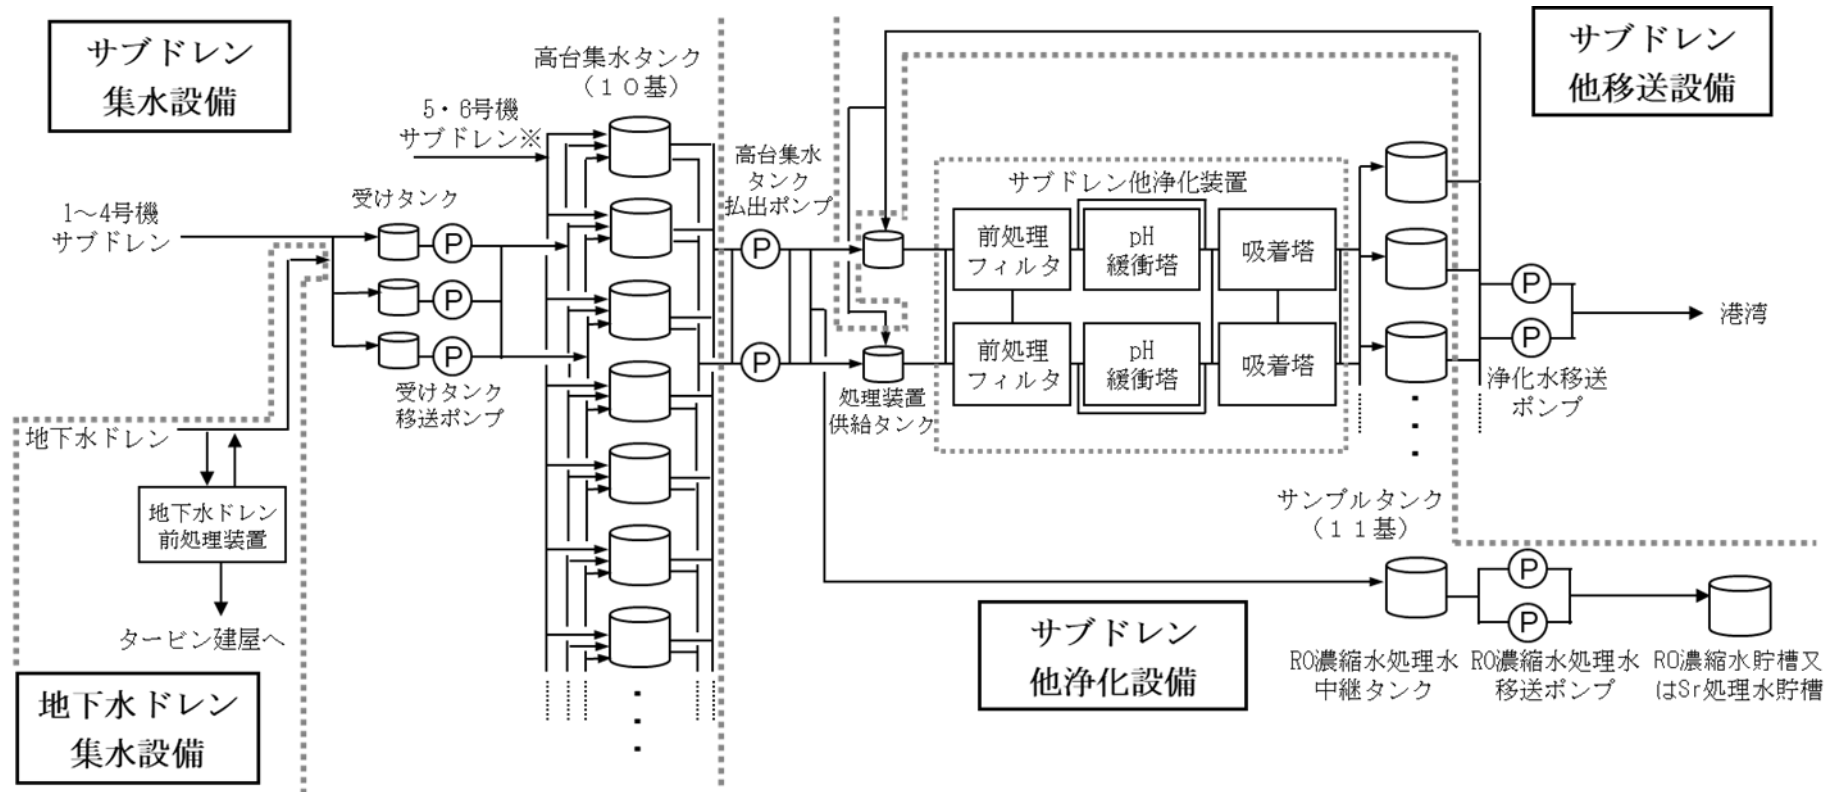 サブドレン
集水設備
高台集水タンク
（１０基）
サブドレン
他移送設備
5・6号機
サブドレン※
高台集水
タンク
払出ポンプ
サブドレン他浄化装置
受けタンク
1～4号機
サブドレン
P
P
P
P
P
前処理
フィルタ
pH
緩衝塔
吸着塔
前処理
フィルタ
pH
緩衝塔
吸着塔
P
P
港湾
浄化水移送
ポンプ
受けタンク
移送ポンプ
処理装置
供給タンク
地下水ドレン
地下水ドレン
前処理装置
タービン建屋へ
サンプルタンク
（１１基）
P
P
サブドレン
他浄化設備
RO濃縮水処理水
中継タンク
RO濃縮水処理水
移送ポンプ
RO濃縮水貯槽又
はSr処理水貯槽
地下水ドレン
集水設備